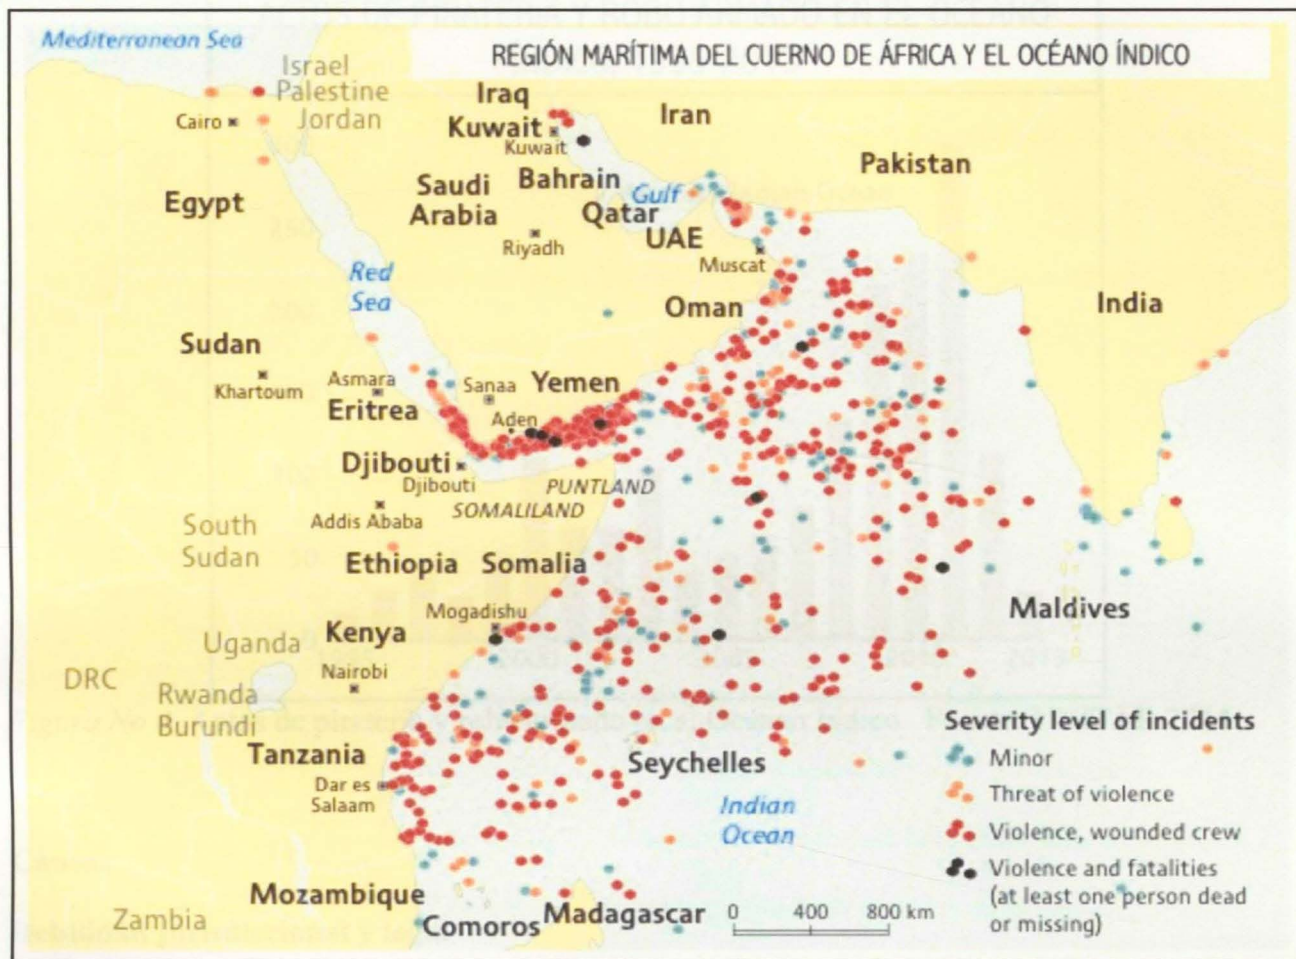 REGIÓN MARÍTIMA DEL CUERNO DE ÁFRICA Y EL OCÉANO ÍNDICO
Mediterranean Sea
Israel
Palestine
Jordan
Cairo
Egypt
Iraq
Kuwait
Kuwait
Iran
Pakistan
Saudi
Arabia
Bahrain
Gulf
Qatar
UAE
Riyadh
Muscat
Red
Sea
Oman
India
Sudan
Khartoum
Asmara
Eritrea
Sanaa
Yemen
Aden
Djibouti
Djibouti
PUNTLAND
SOMALILAND
Addis Ababa
South
Sudan
Ethiopia
Somalia
Mogadishu
Maldives
Kenya
Uganda
Nairobi
DRC
Rwanda
Burundi
Tanzania
Dar es
Salaam
Seychelles
Indian
Ocean
Mozambique
Zambia
Comoros
Madagascar
0 400 800 km
Severity level of incidents
Minor
Threat of violence
Violence, wounded crew
Violence and fatalities
(at least one person dead
or missing)